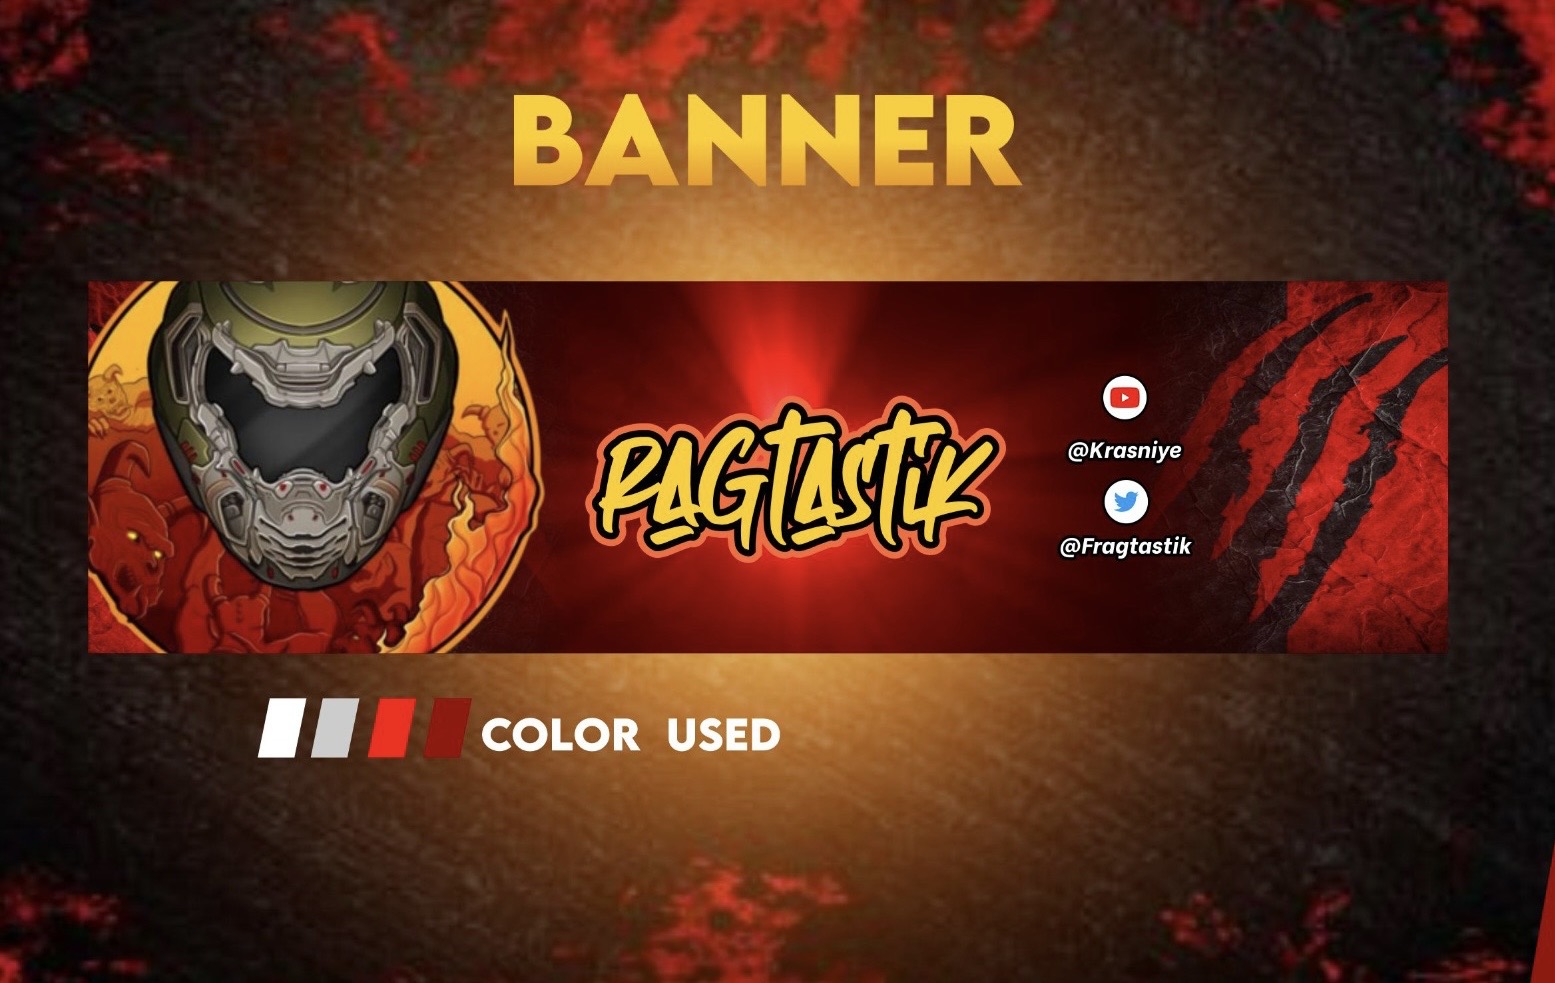 BANNER
RAGTASTIK
@Krasniye
@Fragtastik
COLOR USED